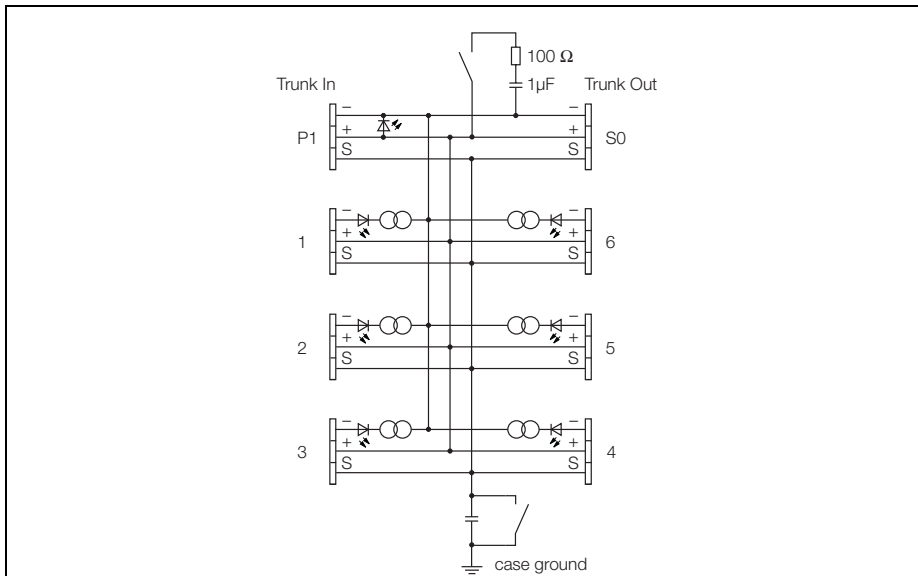 100 Ω
Trunk In 1µF Trunk Out
− −
P1 + + S0
S S
− −
1 + + 6
S S
− −
2 + + 5
S S
− −
3 + + 4
S S
case ground